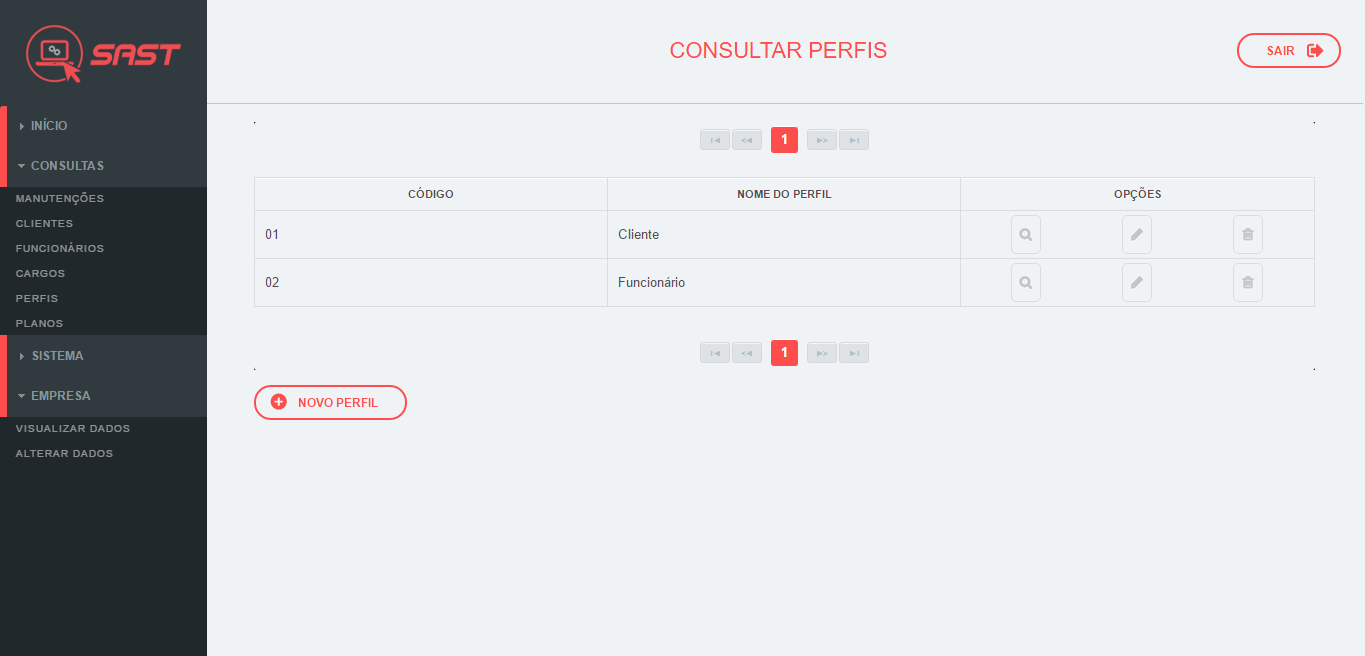 SAST
CONSULTAR PERFIS
SAIR
INÍCIO
CONSULTAS
MANUTENÇÕES
CLIENTES
FUNCIONÁRIOS
CARGOS
PERFIS
PLANOS
SISTEMA
EMPRESA
VISUALIZAR DADOS
ALTERAR DADOS
1
CÓDIGO NOME DO PERFIL OPÇÕES
01 Cliente
02 Funcionário
1
NOVO PERFIL